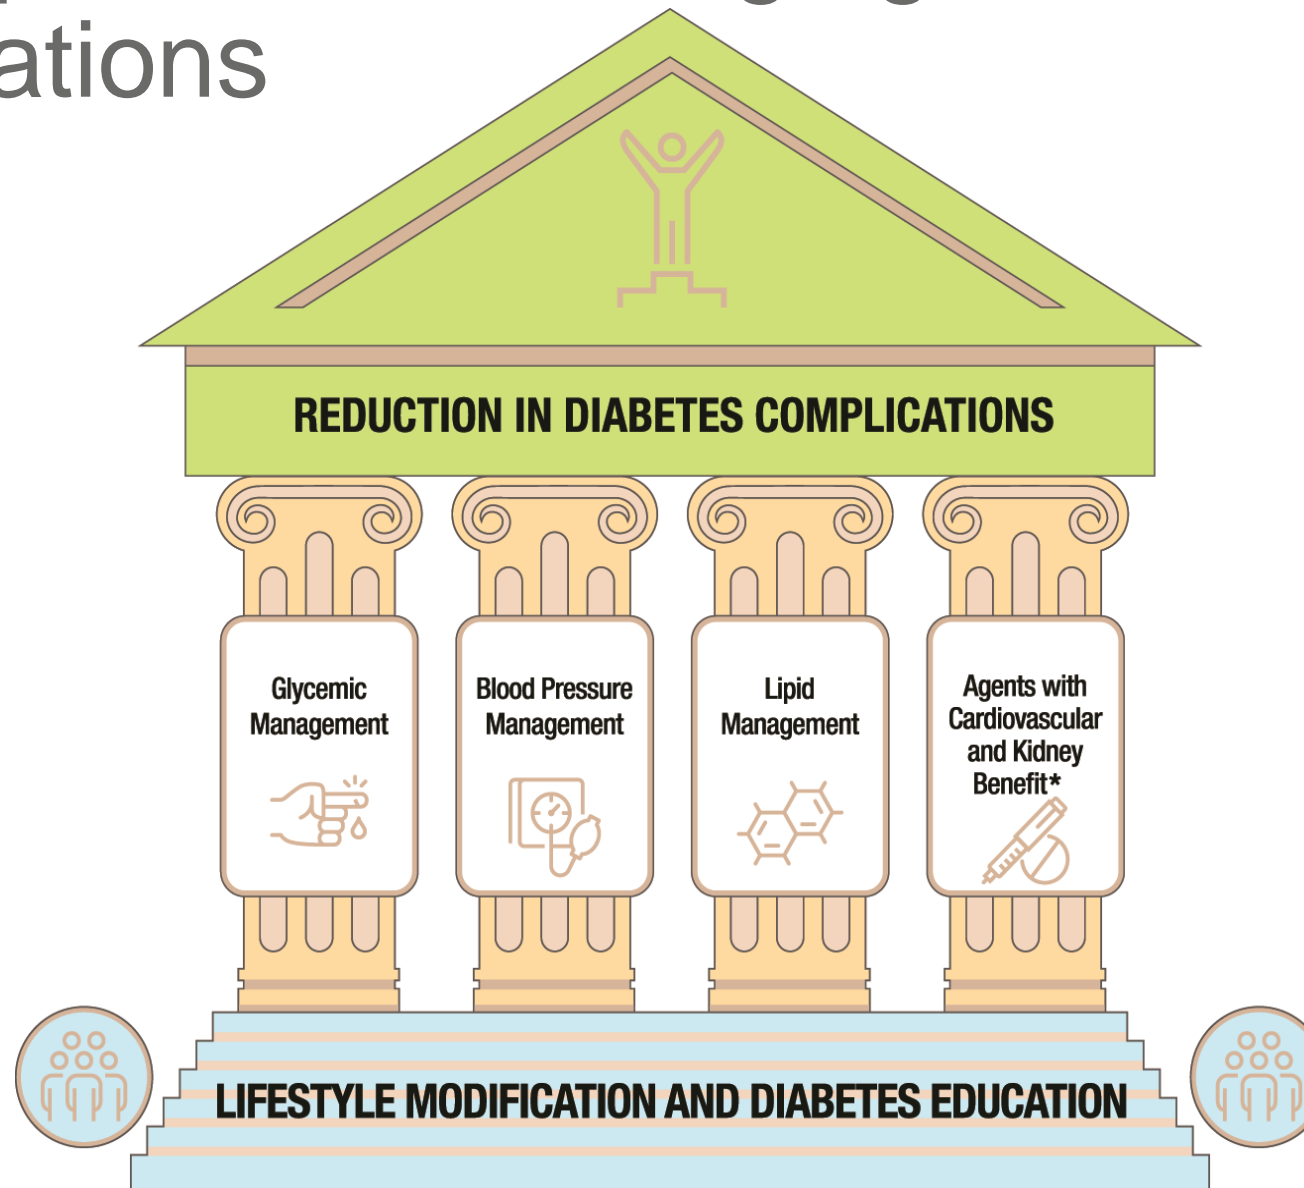 ations
REDUCTION IN DIABETES COMPLICATIONS
Glycemic
Management
Blood Pressure
Management
Lipid
Management
Agents with
Cardiovascular
and Kidney
Benefit*
LIFESTYLE MODIFICATION AND DIABETES EDUCATION